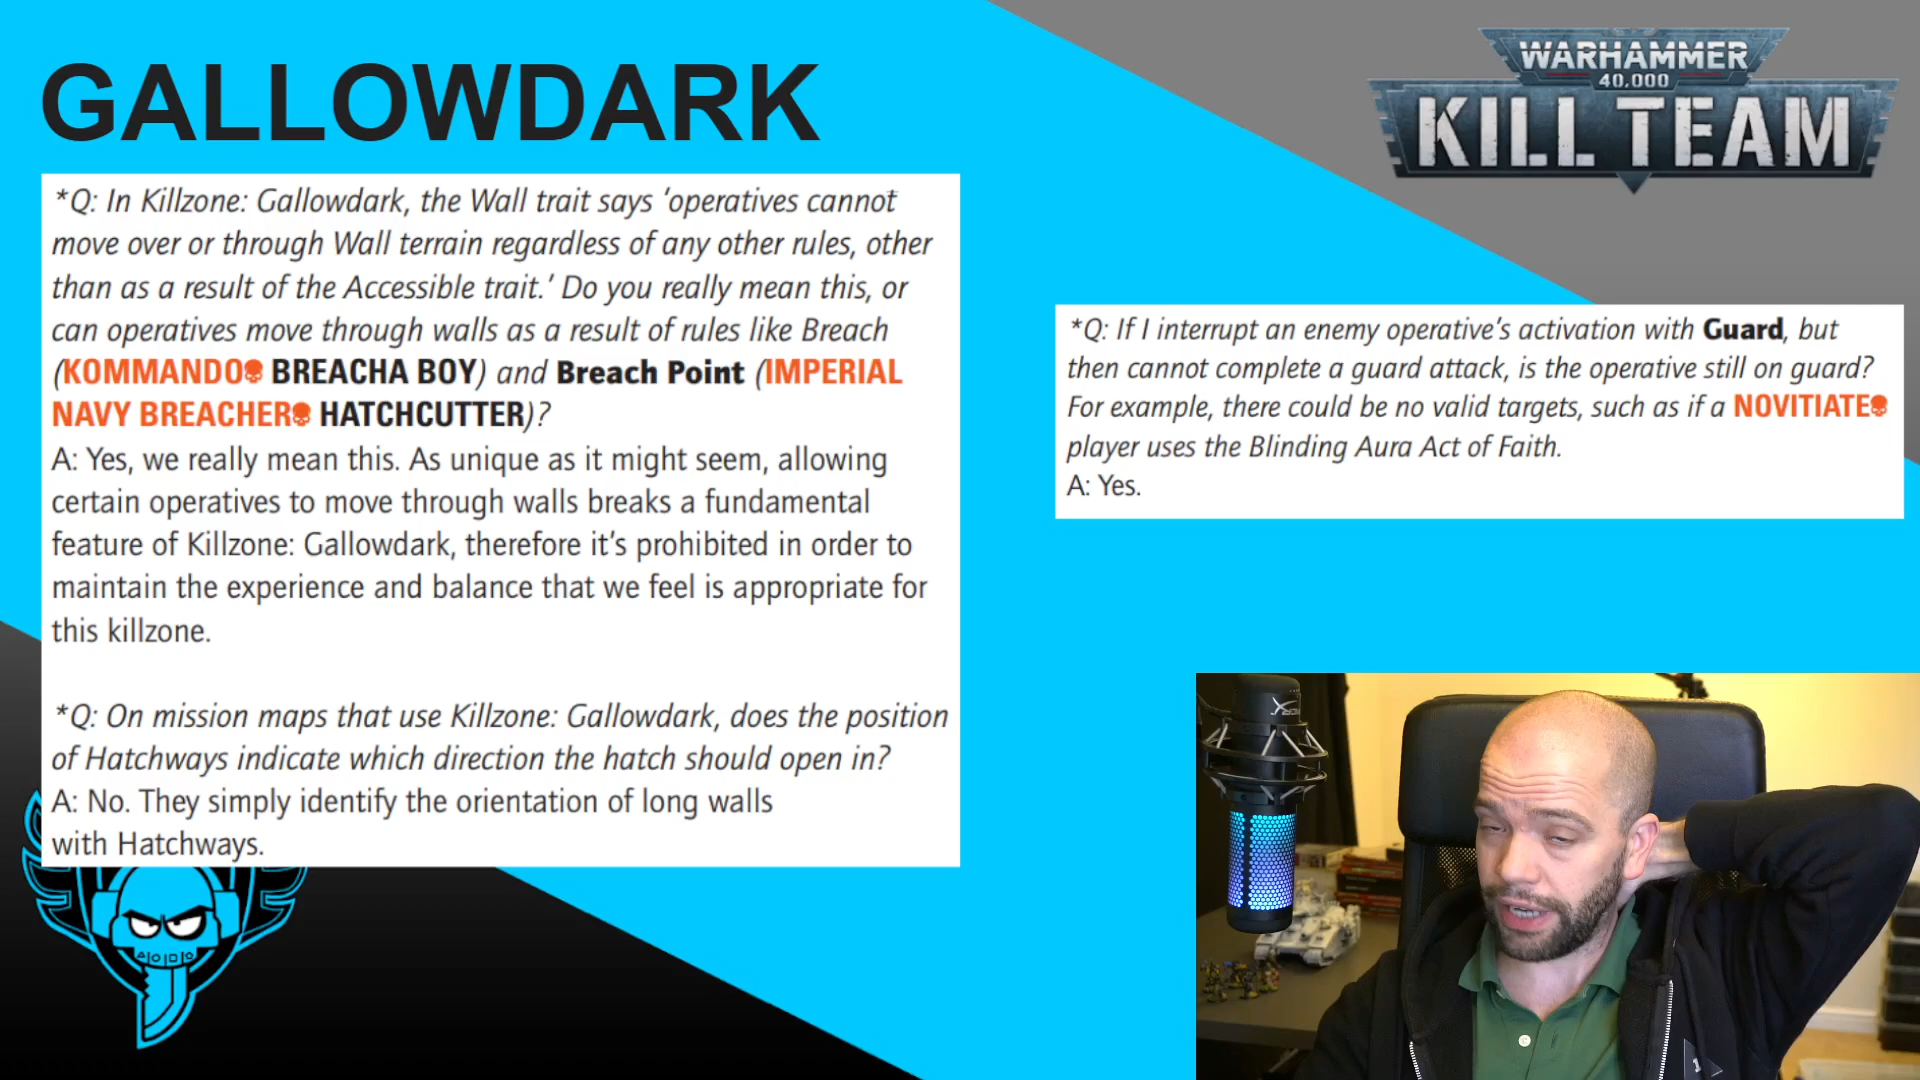 GALLOWDARK
WARHAMMER
40,000
KILL TEAM
*Q: In Killzone: Gallowdark, the Wall trait says ‘operatives cannot
move over or through Wall terrain regardless of any other rules, other
than as a result of the Accessible trait.’ Do you really mean this, or
can operatives move through walls as a result of rules like Breach
(KOMMANDO BREACHA BOY) and Breach Point (IMPERIAL
NAVY BREACHER HATCHCUTTER)?
A: Yes, we really mean this. As unique as it might seem, allowing
certain operatives to move through walls breaks a fundamental
feature of Killzone: Gallowdark, therefore it’s prohibited in order to
maintain the experience and balance that we feel is appropriate for
this killzone.
*Q: On mission maps that use Killzone: Gallowdark, does the position
of Hatchways indicate which direction the hatch should open in?
A: No. They simply identify the orientation of long walls
with Hatchways.
*Q: If I interrupt an enemy operative’s activation with Guard, but
then cannot complete a guard attack, is the operative still on guard?
For example, there could be no valid targets, such as if a NOVITIATE
player uses the Blinding Aura Act of Faith.
A: Yes.